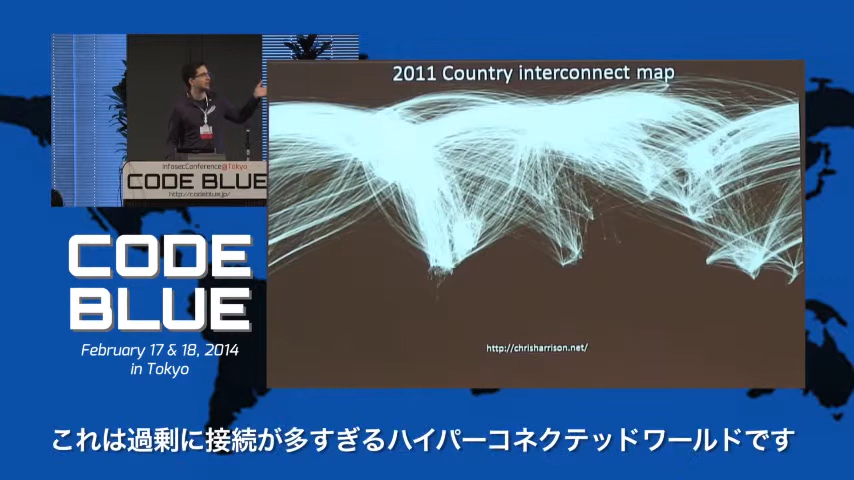 infosecConference@Tokyo
CODE BLUE
http://codeblue.jp/
2011 Country interconnect map
http://chrisharrison.net/
CODE
BLUE
February 17 & 18, 2014
in Tokyo
これは過剰に接続が多すぎるハイパーコネクテッドワールドです